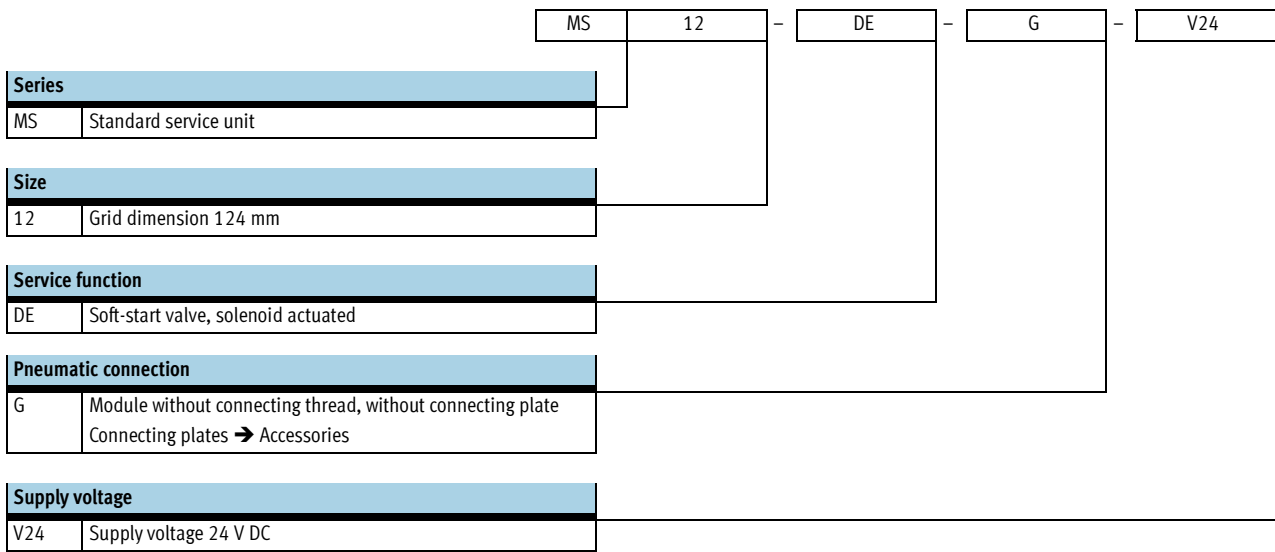 MS 12 – DE – G – V24
Series
MS Standard service unit
Size
12 Grid dimension 124 mm
Service function
DE Soft-start valve, solenoid actuated
Pneumatic connection
G Module without connecting thread, without connecting plate
Connecting plates ➔ Accessories
Supply voltage
V24 Supply voltage 24 V DC